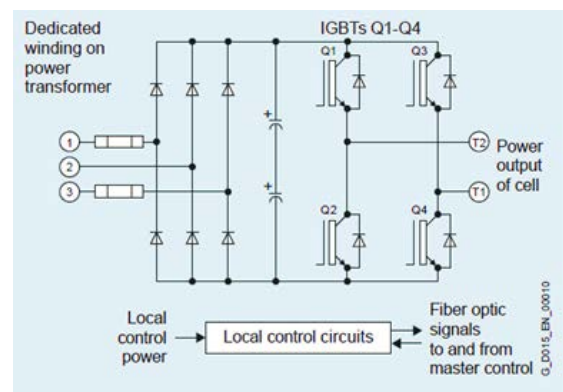 Dedicated
winding on
power
transformer
IGBTs Q1-Q4
Q1
Q3
+
1
2
3
T2
Power
output
of cell
T1
+
Q2
Q4
Local
control
power
Local control circuits
Fiber optic
signals
to and from
master control
G_D015_EN_00010